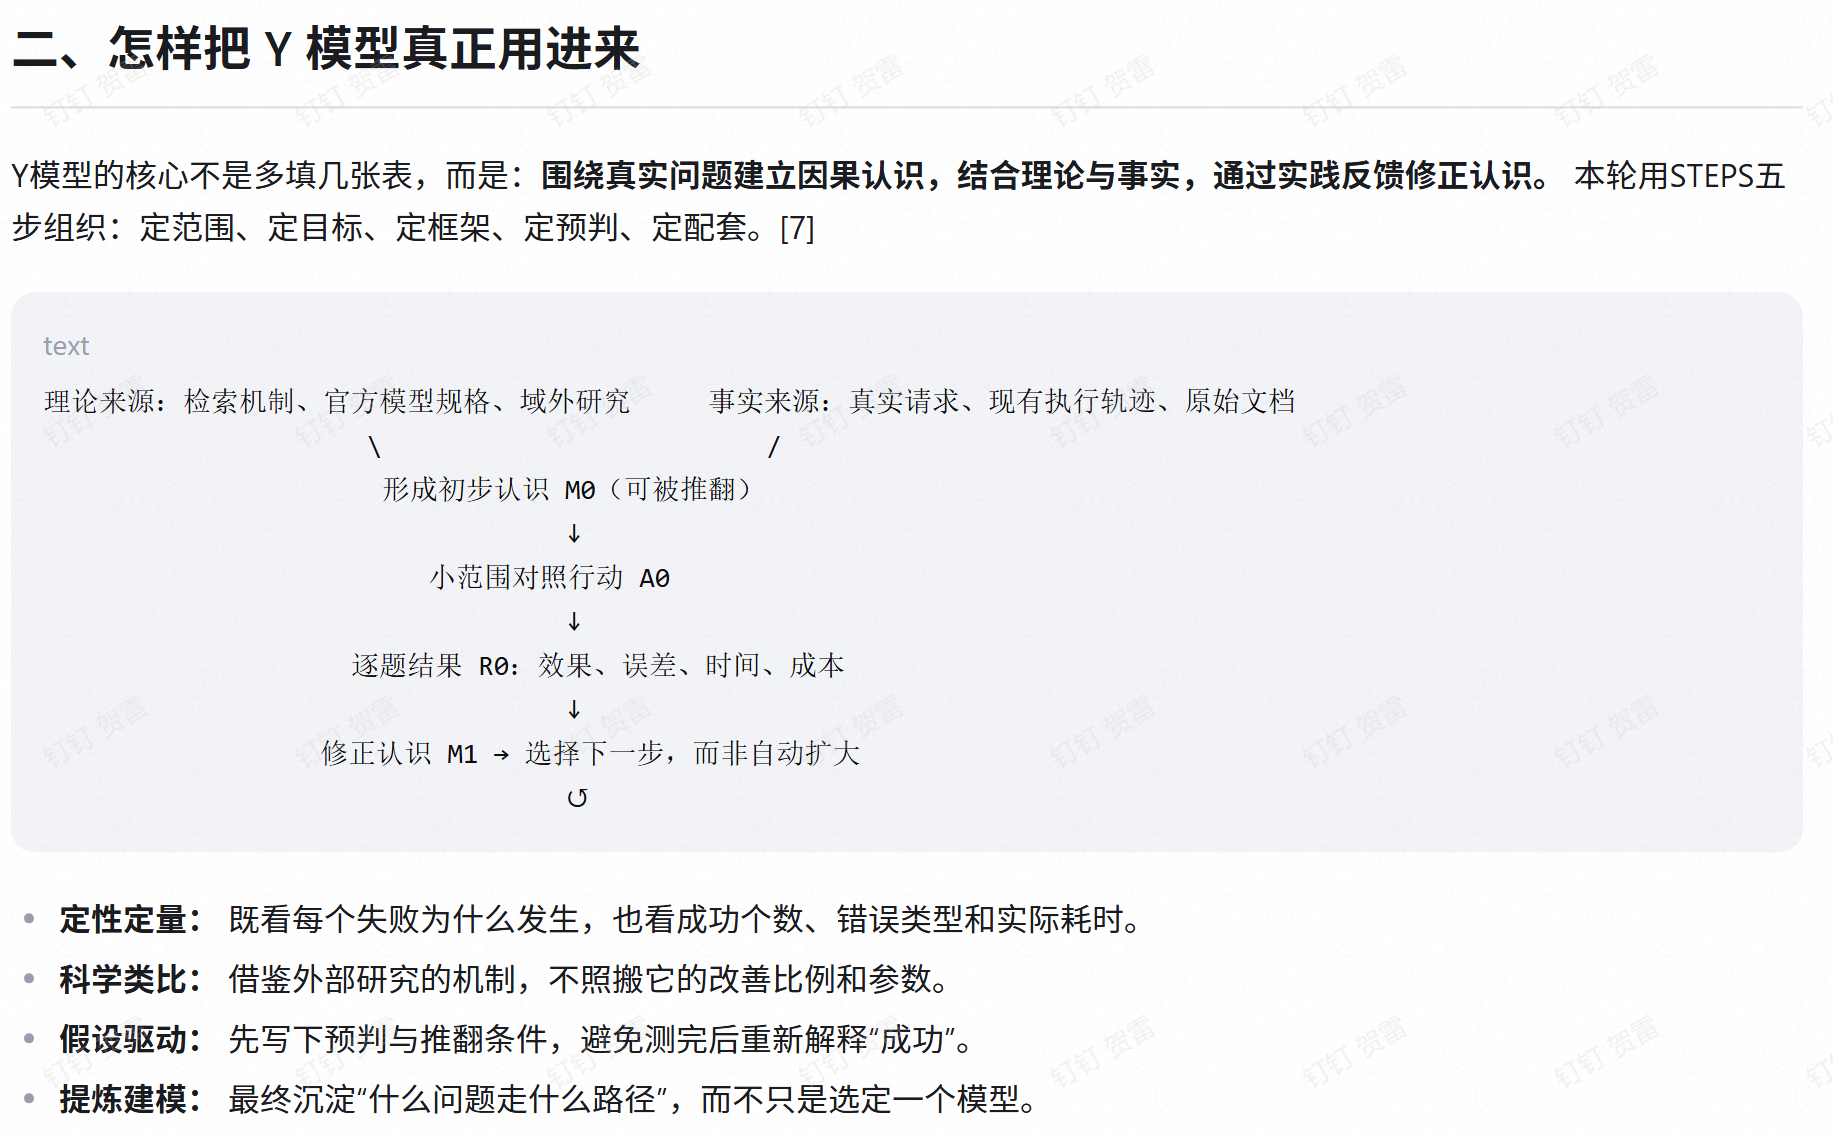 二、怎样把 Y 模型真正用进来
Y模型的核心不是多填几张表，而是：围绕真实问题建立因果认识，结合理论与事实，通过实践反馈修正认识。 本轮用STEPS五
步组织：定范围、定目标、定框架、定预判、定配套。[7]
text
理论来源：检索机制、官方模型规格、域外研究 事实来源：真实请求、现有执行轨迹、原始文档
\ /
形成初步认识 M0（可被推翻）
↓
小范围对照行动 A0
↓
逐题结果 R0：效果、误差、时间、成本
↓
修正认识 M1 → 选择下一步，而非自动扩大
↺
• 定性定量： 既看每个失败为什么发生，也看成功个数、错误类型和实际耗时。
• 科学类比： 借鉴外部研究的机制，不照搬它的改善比例和参数。
• 假设驱动： 先写下预判与推翻条件，避免测完后重新解释“成功”。
• 提炼建模： 最终沉淀“什么问题走什么路径”，而不只是选定一个模型。
钉钉 贺雷